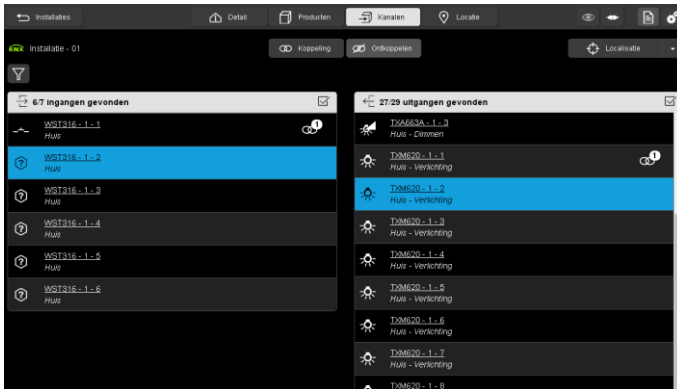 Installaties
Detail
Producten
Kanalen
Locatie
KNX Installatie - 01
Koppeling
Ontkoppelen
Localisatie
6/7 ingangen gevonden
WST316 - 1 - 1
Huis
1
WST316 - 1 - 2
Huis
WST316 - 1 - 3
Huis
WST316 - 1 - 4
Huis
WST316 - 1 - 5
Huis
WST316 - 1 - 6
Huis
27/29 uitgangen gevonden
TXA663A - 1 - 3
Huis - Dimmen
TXM620 - 1 - 1
Huis - Verlichting
1
TXM620 - 1 - 2
Huis - Verlichting
TXM620 - 1 - 3
Huis - Verlichting
TXM620 - 1 - 4
Huis - Verlichting
TXM620 - 1 - 5
Huis - Verlichting
TXM620 - 1 - 6
Huis - Verlichting
TXM620 - 1 - 7
Huis - Verlichting
TXM620 - 1 - 8